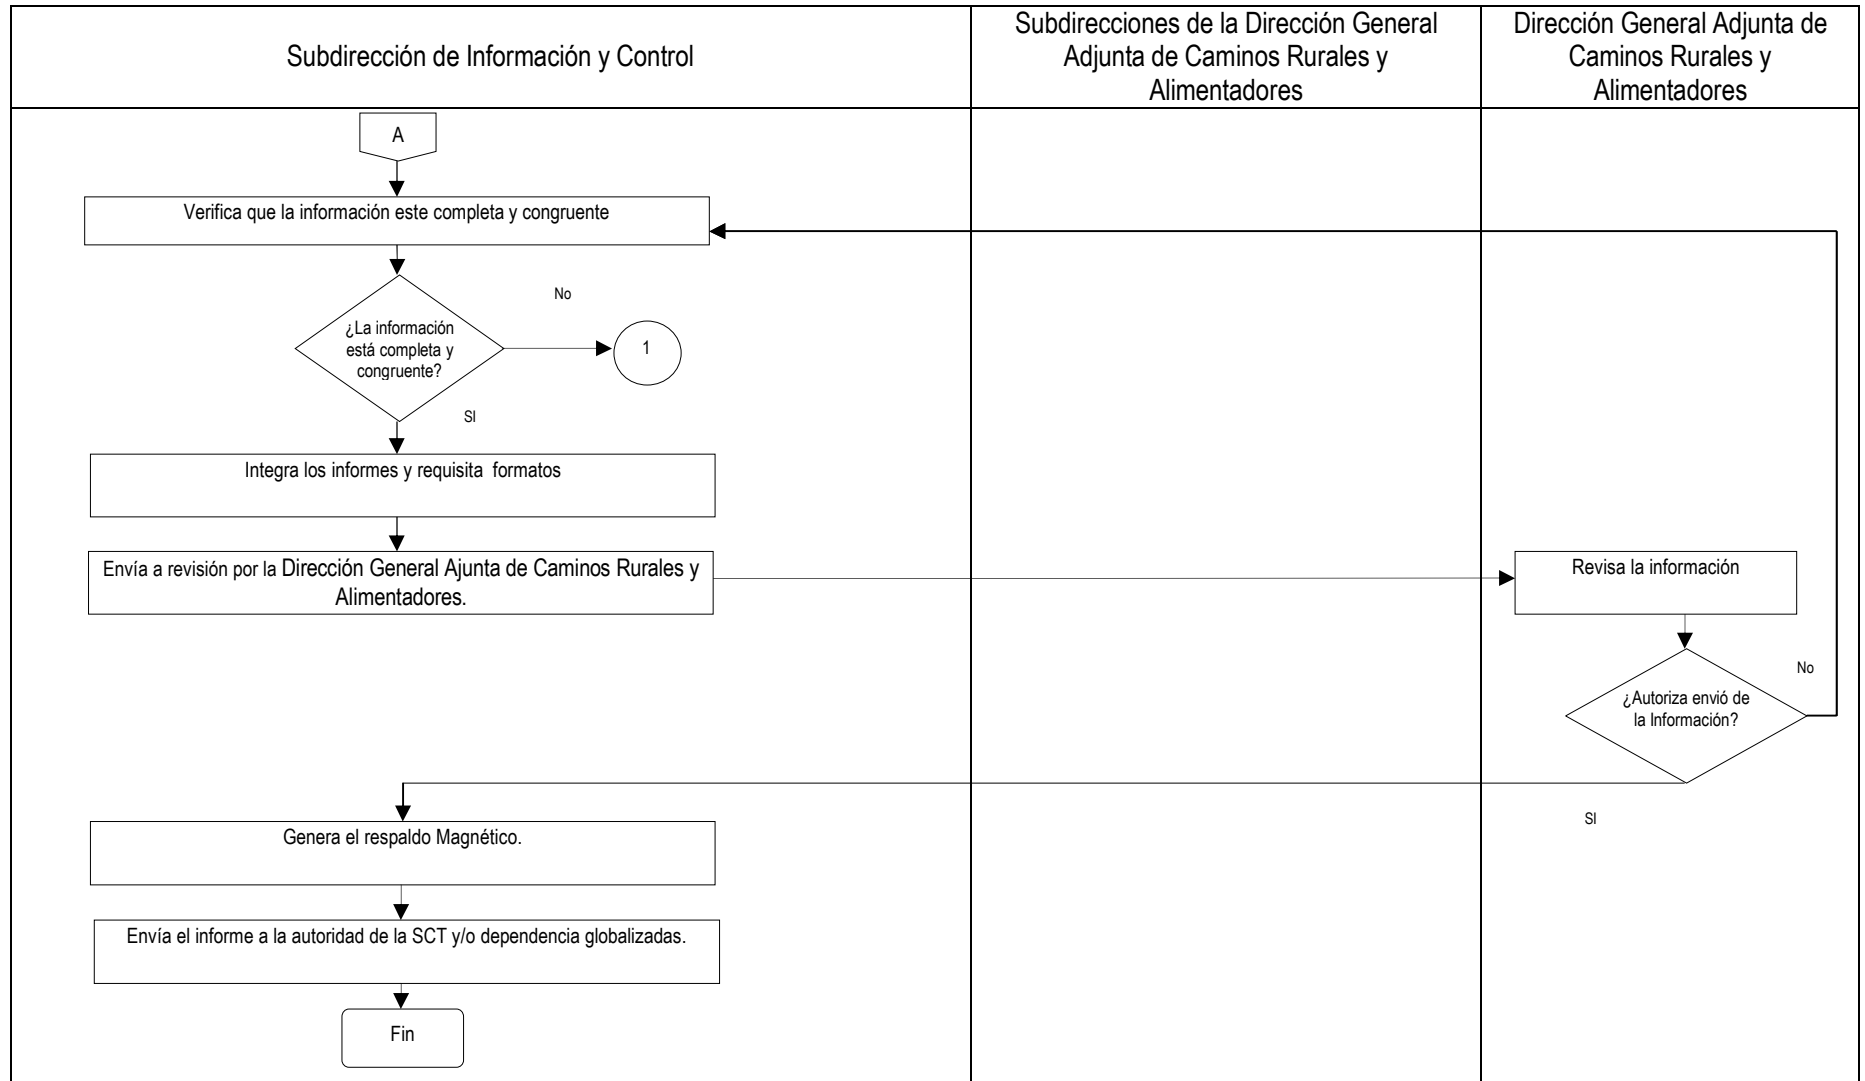 Subdirección de Información y Control
Subdirecciones de la Dirección General
Adjunta de Caminos Rurales y
Alimentadores
Dirección General Adjunta de
Caminos Rurales y
Alimentadores
A
Verifica que la información este completa y congruente
No
¿La información
está completa y
congruente?
1
SI
Integra los informes y requisita formatos
Envía a revisión por la Dirección General Ajunta de Caminos Rurales y
Alimentadores.
Revisa la información
No
¿Autoriza envió de
la Información?
SI
Genera el respaldo Magnético.
Envía el informe a la autoridad de la SCT y/o dependencia globalizadas.
Fin